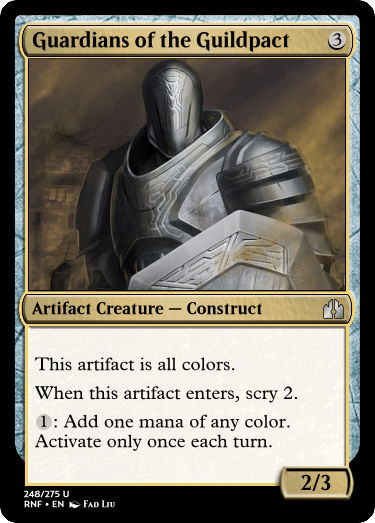 Guardians of the Guildpact 3
Artifact Creature — Construct
This artifact is all colors.
When this artifact enters, scry 2.
1: Add one mana of any color.
Activate only once each turn.
2/3
248/275 U
RNF • EN Fad Liu